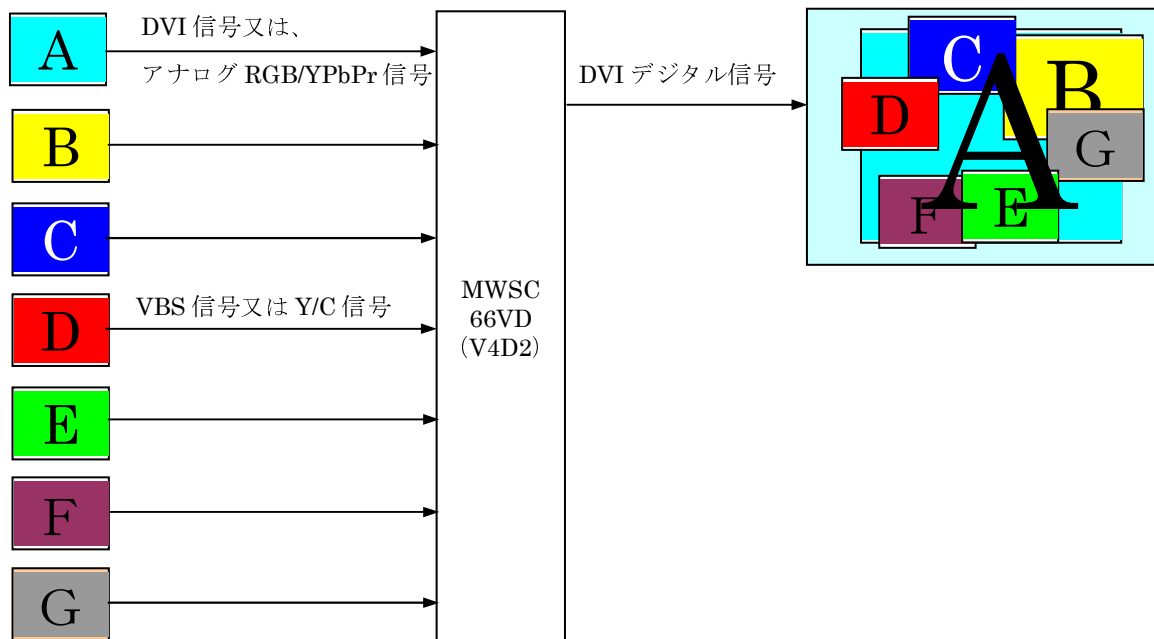 A
DVI 信号又は、
アナログ RGB/YPbPr 信号
B
C
D
VBS 信号又は Y/C 信号
E
F
G
MWSC
66VD
（V4D2）
DVI デジタル信号
C
B
A
D
G
F
E